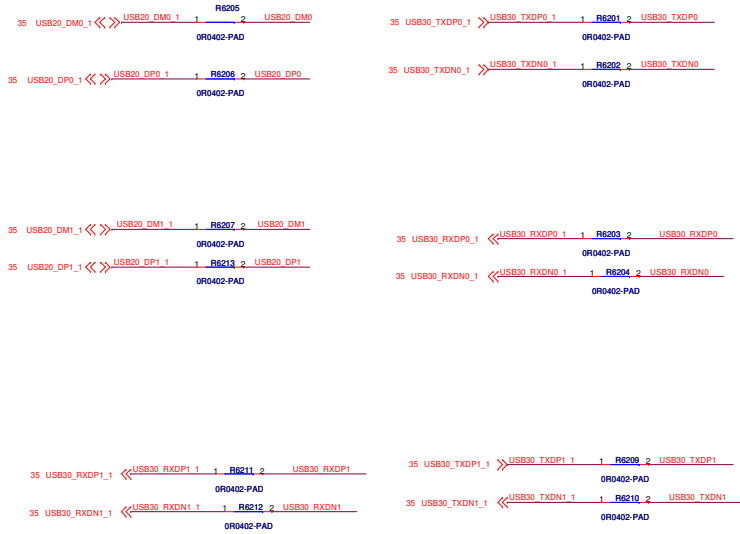 R6205
35 USB20_DM0_1 USB20_DM0_1 1 2 USB20_DM0
0R0402-PAD
35 USB20_DP0_1 USB20_DP0_1 1 R6206 2 USB20_DP0
0R0402-PAD
35 USB30_TXDP0_1 USB30_TXDP0_1 1 R6201 2 USB30_TXDP0
0R0402-PAD
35 USB30_TXDN0_1 USB30_TXDN0_1 1 R6202 2 USB30_TXDN0
0R0402-PAD
35 USB20_DM1_1 USB20_DM1_1 1 R6207 2 USB20_DM1
0R0402-PAD
35 USB20_DP1_1 USB20_DP1_1 1 R6213 2 USB20_DP1
0R0402-PAD
35 USB30_RXDP0_1 USB30_RXDP0_1 1 R6203 2 USB30_RXDP0
0R0402-PAD
35 USB30_RXDN0_1 USB30_RXDN0_1 1 R6204 2 USB30_RXDN0
0R0402-PAD
35 USB30_RXDP1_1 USB30_RXDP1_1 1 R6211 2 USB30_RXDP1
0R0402-PAD
35 USB30_RXDN1_1 USB30_RXDN1_1 1 R6212 2 USB30_RXDN1
0R0402-PAD
35 USB30_TXDP1_1 USB30_TXDP1_1 1 R6209 2 USB30_TXDP1
0R0402-PAD
35 USB30_TXDN1_1 USB30_TXDN1_1 1 R6210 2 USB30_TXDN1
0R0402-PAD